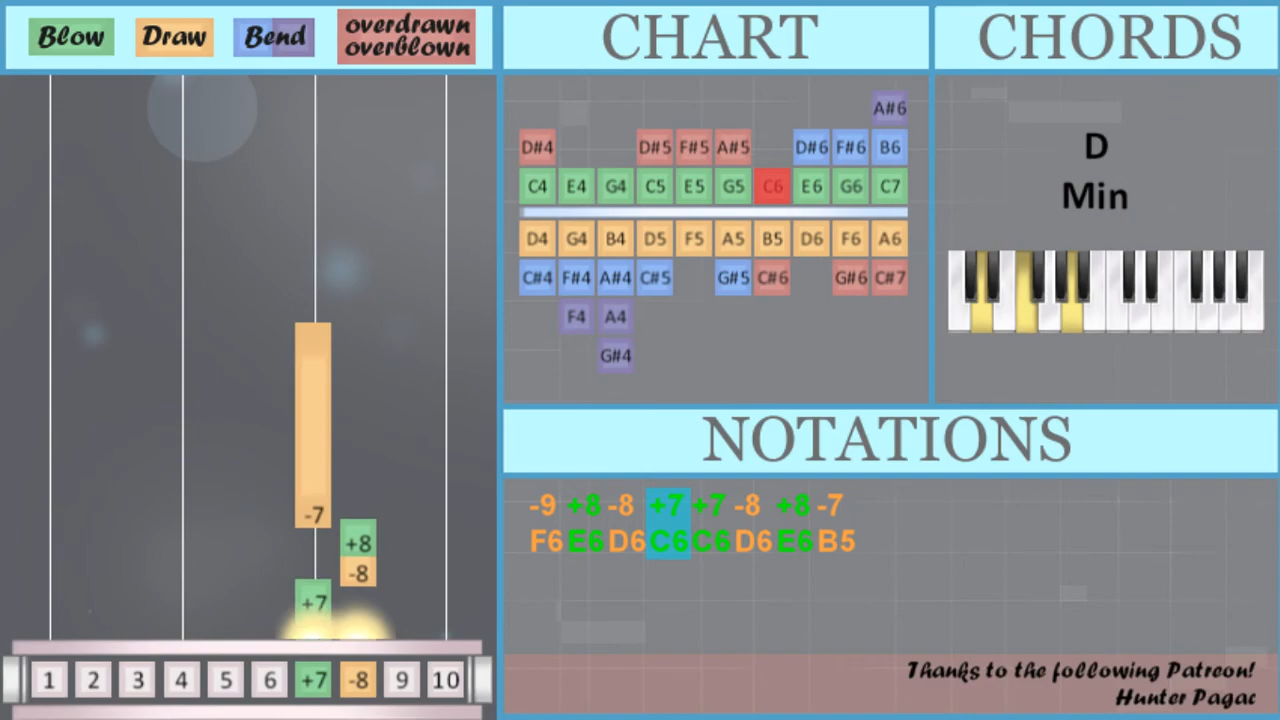 Blow Draw Bend overdrawn
overblown
CHART
CHORDS
A#6
D#4 D#5 F#5 A#5 D#6 F#6 B6
C4 E4 G4 C5 E5 G5 C6 E6 G6 C7
D4 G4 B4 D5 F5 A5 B5 D6 F6 A6
C#4 F#4 A#4 C#5 G#5 C#6 G#6 C#7
F4 A4
G#4
D
Min
-7
+8
-8
+7
1 2 3 4 5 6 +7 -8 9 10
NOTATIONS
-9 +8 -8 +7 +7 -8 +8 -7
F6 E6 D6 C6 C6 D6 E6 B5
Thanks to the following Patreon!
Hunter Pagac